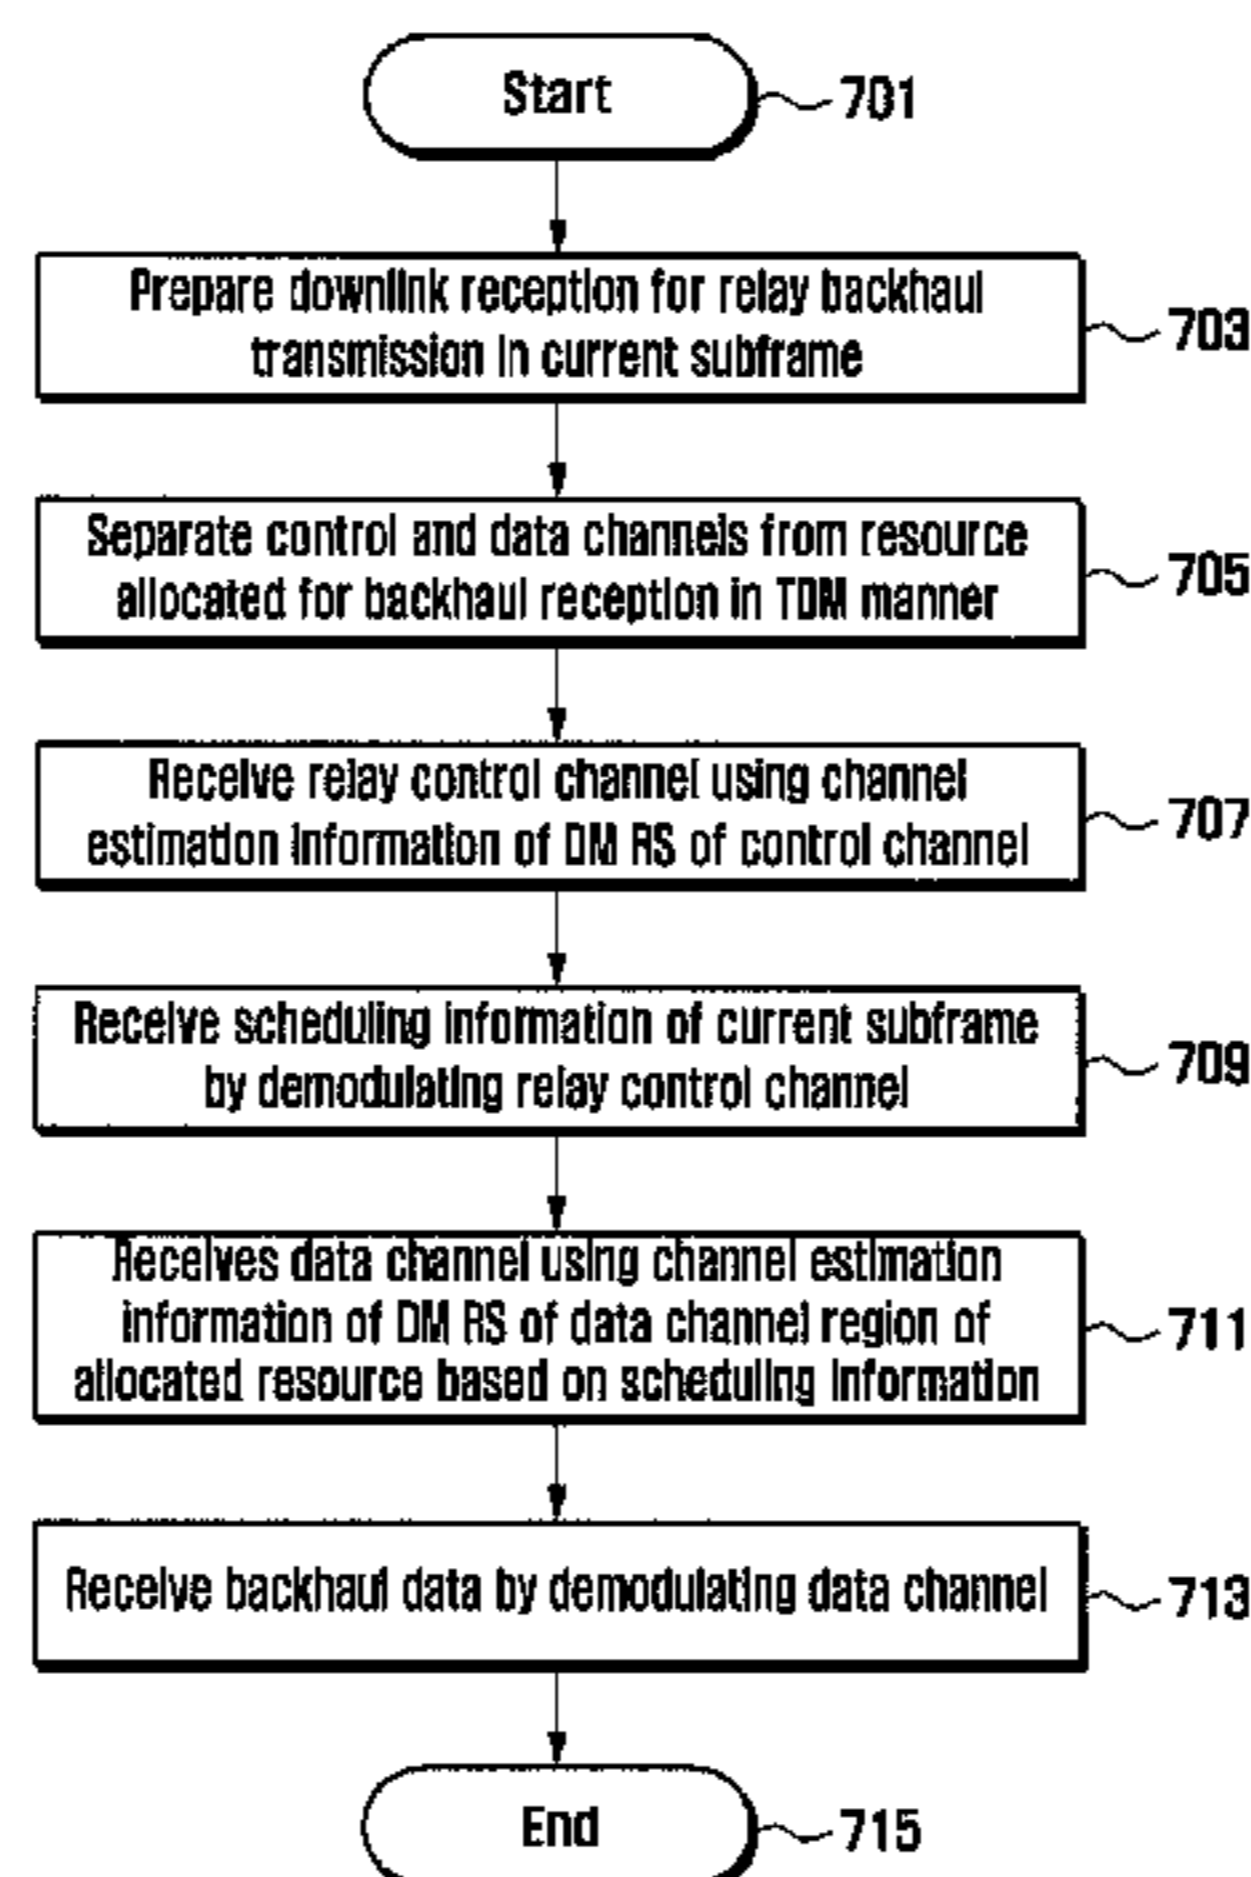 Start
701
Prepare downlink reception for relay backhaul
transmission in current subframe
703
Separate control and data channels from resource
allocated for backhaul reception in TDM manner
705
Receive relay control channel using channel
estimation information of DM RS of control channel
707
Receive scheduling information of current subframe
by demodulating relay control channel
709
Receives data channel using channel estimation
information of DM RS of data channel region of
allocated resource based on scheduling information
711
Receive backhaul data by demodulating data channel
713
End
715